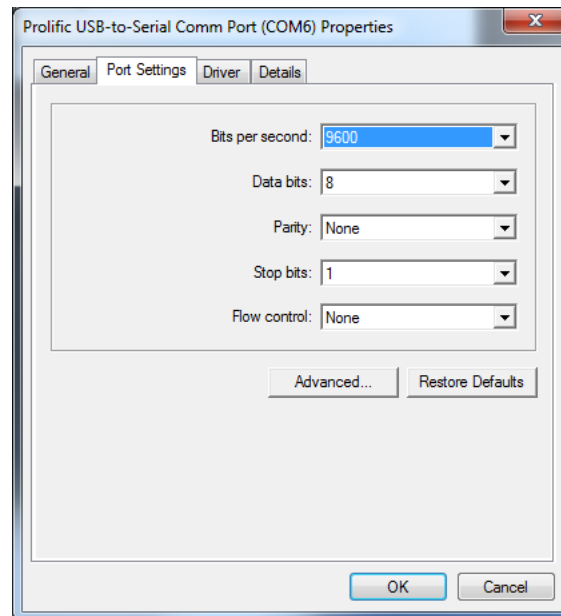 Prolific USB-to-Serial Comm Port (COM6) Properties
General Port Settings Driver Details
Bits per second: 9600
Data bits: 8
Parity: None
Stop bits: 1
Flow control: None
Advanced... Restore Defaults
OK Cancel